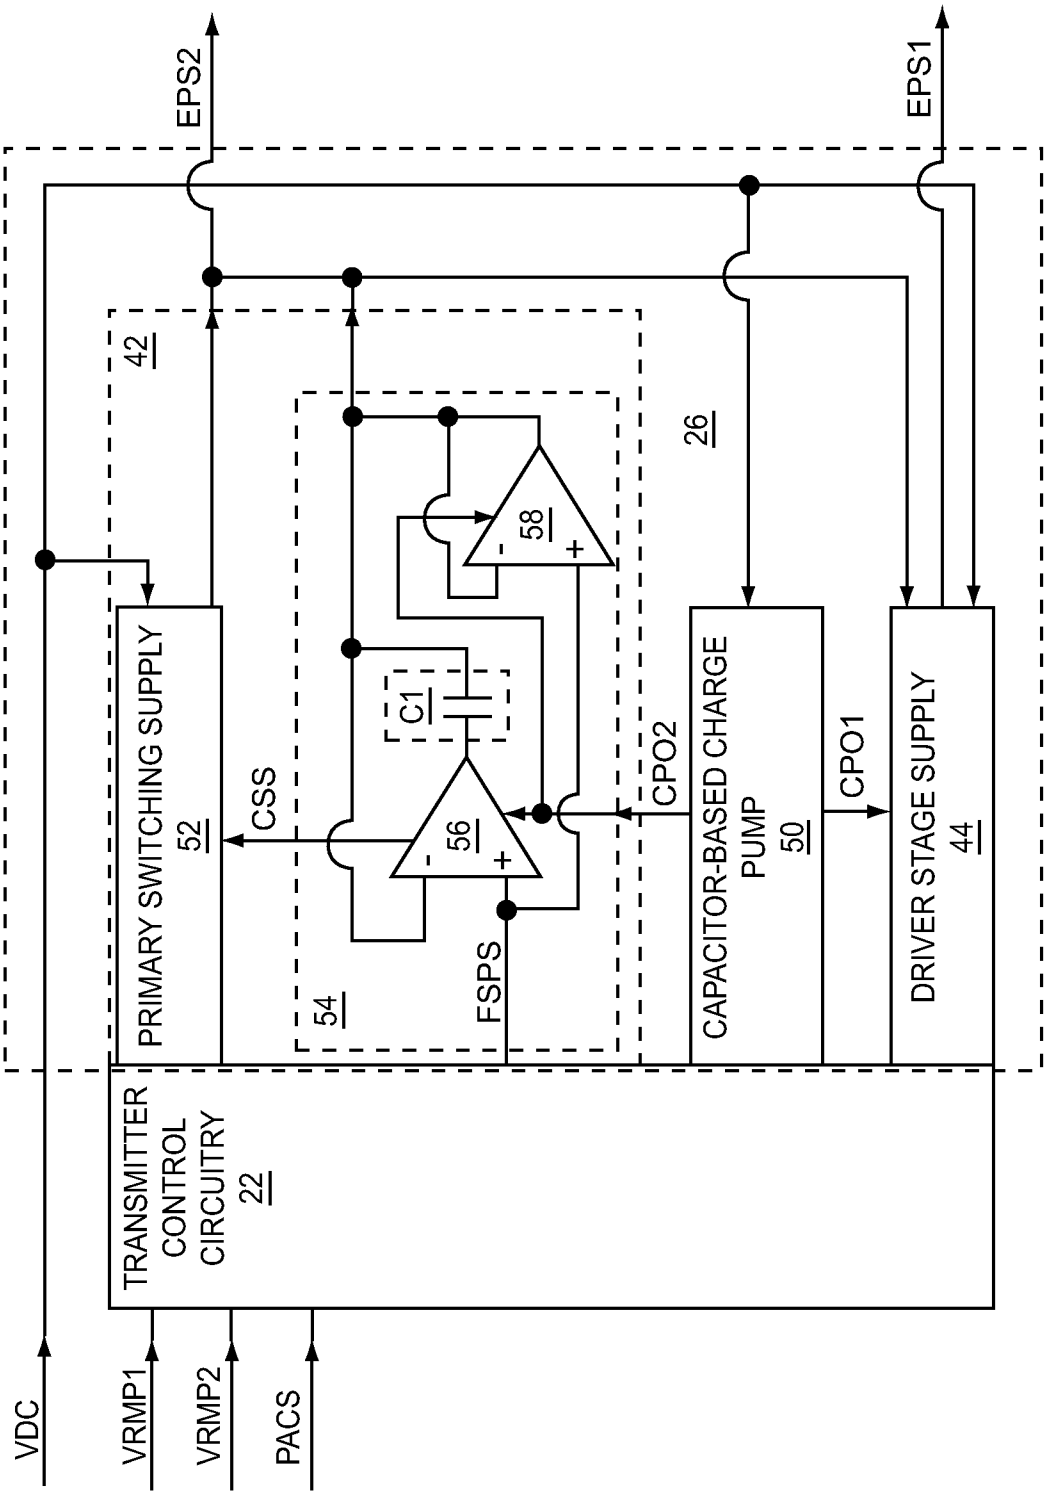 VDC
VRMP1
VRMP2
PACS
TRANSMITTER
CONTROL
CIRCUITRY
22
PRIMARY SWITCHING SUPPLY
52
42
EPS2
CSS
54
FSPS
-
+
56
C1
-
+
58
CPO2
26
CAPACITOR-BASED CHARGE
PUMP
50
CPO1
DRIVER STAGE SUPPLY
44
EPS1